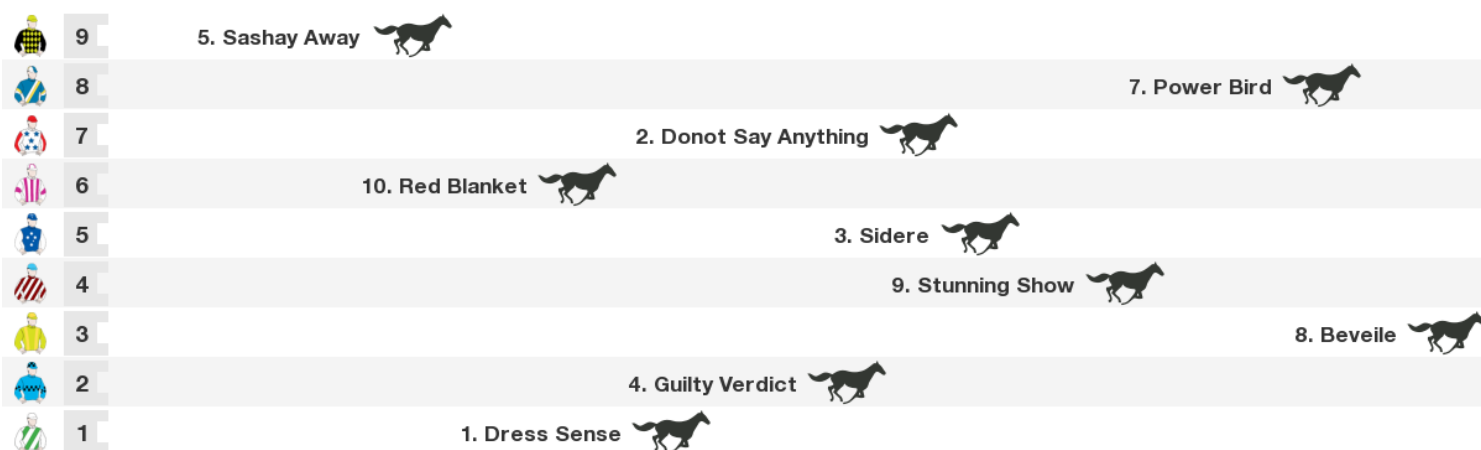 9 5. Sashay Away
8 7. Power Bird
7 2. Donot Say Anything
6 10. Red Blanket
5 3. Sidere
4 9. Stunning Show
3 8. Beveile
2 4. Guilty Verdict
1 1. Dress Sense